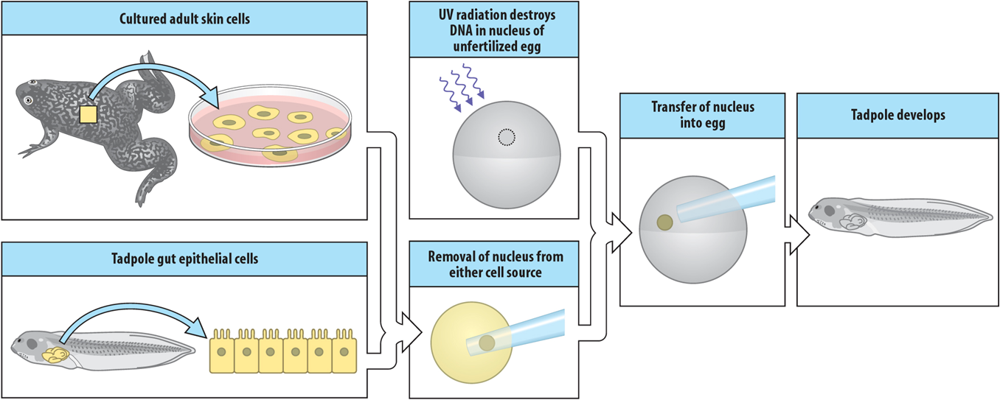 Cultured adult skin cells
Tadpole gut epithelial cells
UV radiation destroys
DNA in nucleus of
unfertilized egg
Removal of nucleus from
either cell source
Transfer of nucleus
into egg
Tadpole develops